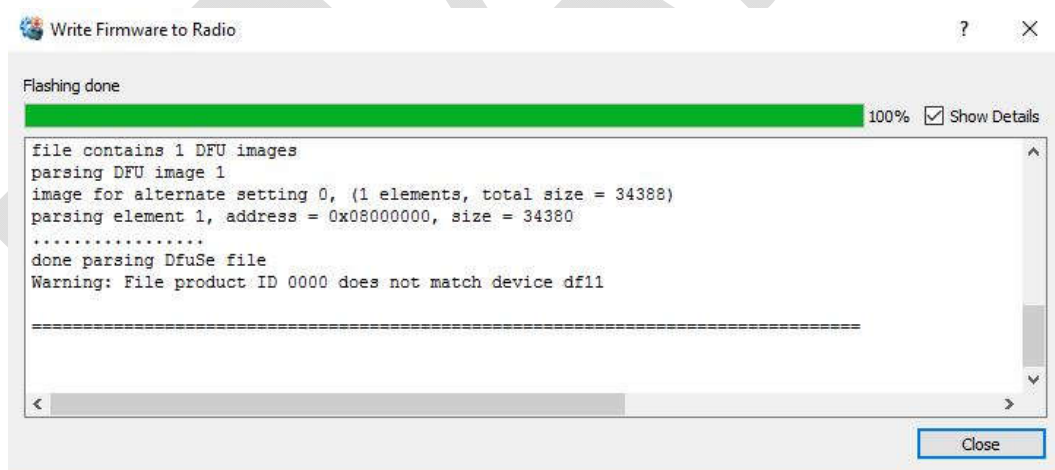 Write Firmware to Radio
?
Flashing done
100%
Show Details
file contains 1 DFU images
parsing DFU image 1
image for alternate setting 0, (1 elements, total size = 34388)
parsing element 1, address = 0x08000000, size = 34380
.................
done parsing DfuSe file
Warning: File product ID 0000 does not match device df11
=================================================================================
Close